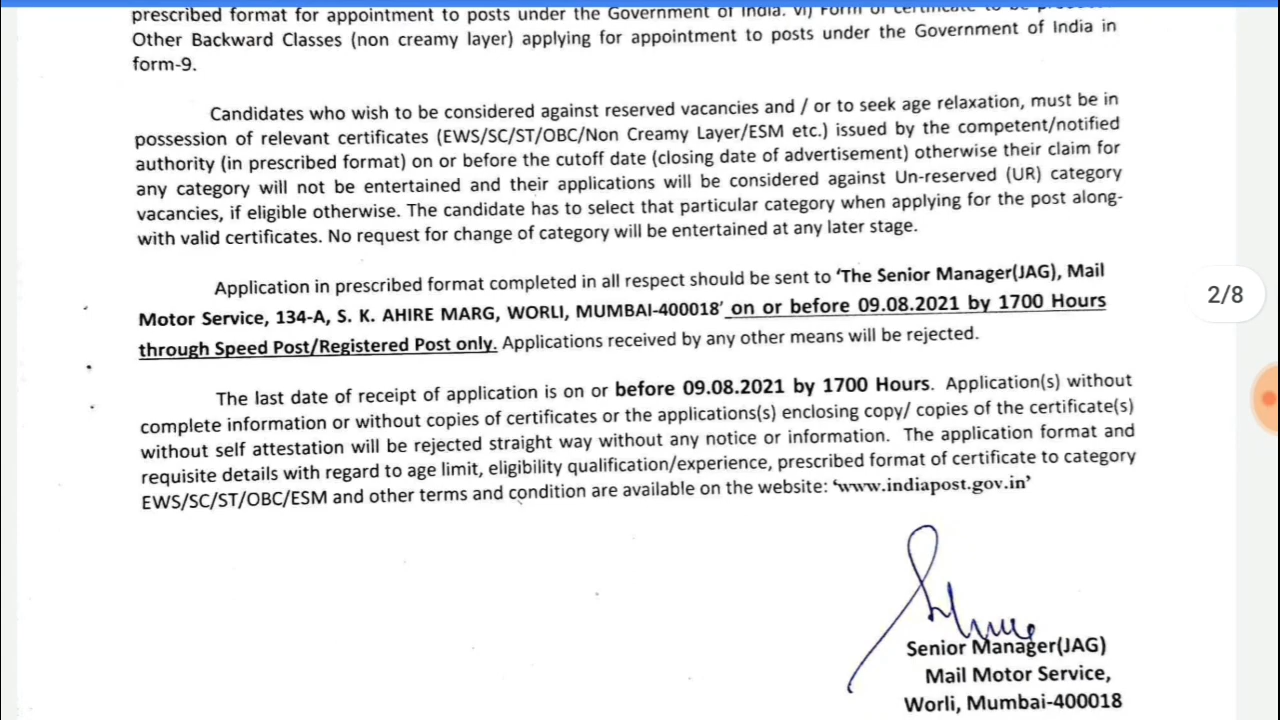 prescribed format for appointment to posts under the Government of India. vi) Form of certificate to be
Other Backward Classes (non creamy layer) applying for appointment to posts under the Government of India in
form-9.
Candidates who wish to be considered against reserved vacancies and / or to seek age relaxation, must be in
possession of relevant certificates (EWS/SC/ST/OBC/Non Creamy Layer/ESM etc.) issued by the competent/notified
authority (in prescribed format) on or before the cutoff date (closing date of advertisement) otherwise their claim for
any category will not be entertained and their applications will be considered against Un-reserved (UR) category
vacancies, if eligible otherwise. The candidate has to select that particular category when applying for the post along-
with valid certificates. No request for change of category will be entertained at any later stage.
Application in prescribed format completed in all respect should be sent to 'The Senior Manager(JAG), Mail
Motor Service, 134-A, S. K. AHIRE MARG, WORLI, MUMBAI-400018' on or before 09.08.2021 by 1700 Hours
through Speed Post/Registered Post only. Applications received by any other means will be rejected.
2/8
The last date of receipt of application is on or before 09.08.2021 by 1700 Hours. Application(s) without
complete information or without copies of certificates or the applications(s) enclosing copy/ copies of the certificate(s)
without self attestation will be rejected straight way without any notice or information. The application format and
requisite details with regard to age limit, eligibility qualification/experience, prescribed format of certificate to category
EWS/SC/ST/OBC/ESM and other terms and condition are available on the website: 'www.indiapost.gov.in'
Senior Manager(JAG)
Mail Motor Service,
Worli, Mumbai-400018